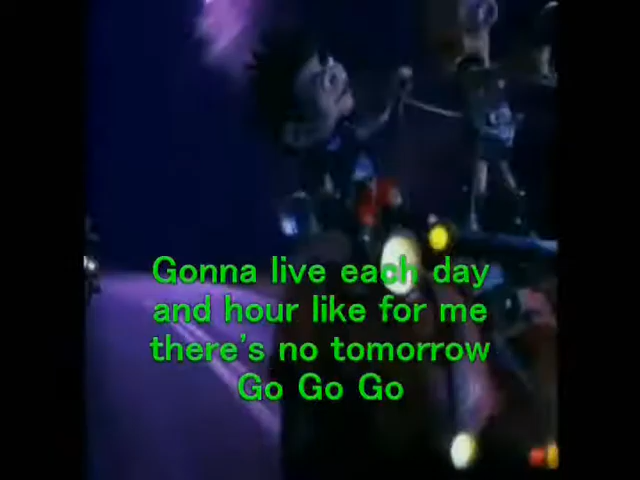 Gonna live each day
and hour like for me
there's no tomorrow
Go Go Go